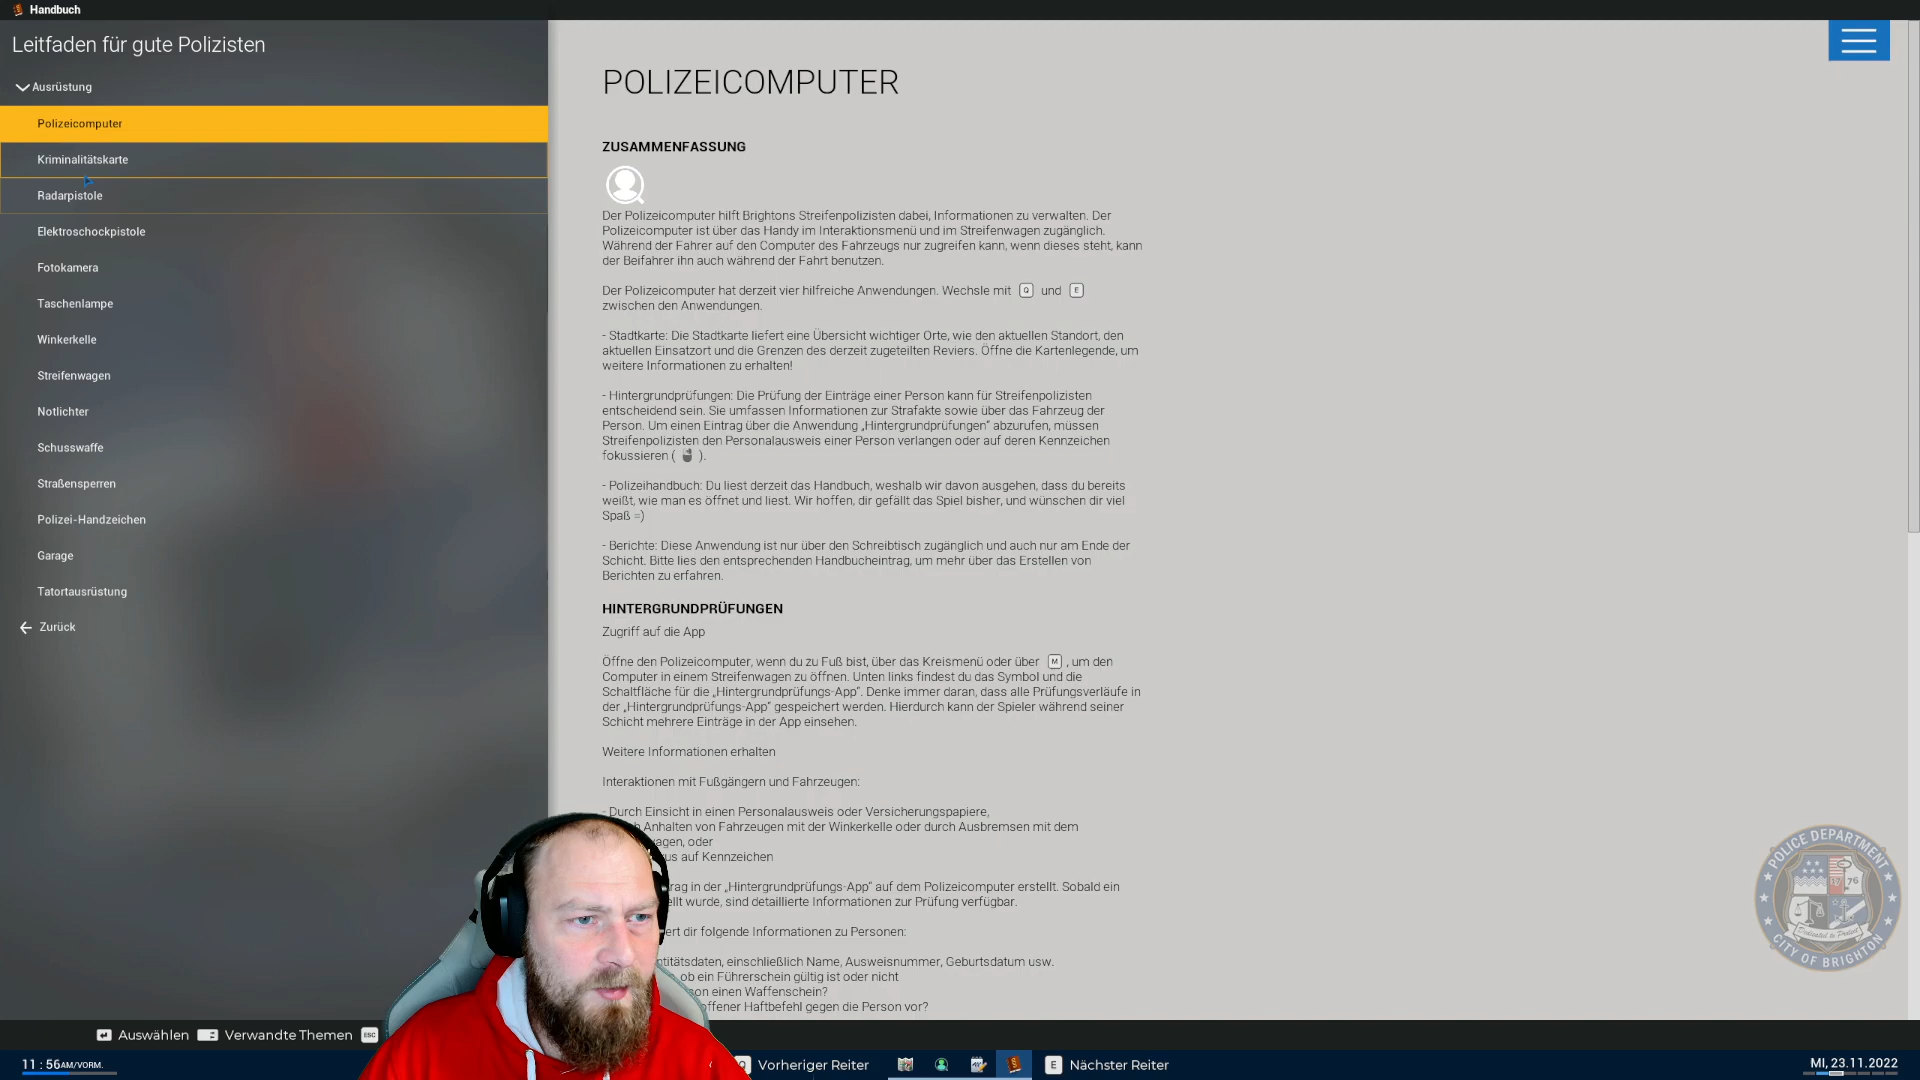 Handbuch
Leitfaden für gute Polizisten
Ausrüstung
Polizeicomputer
Kriminalitätskarte
Radarpistole
Elektroschockpistole
Fotokamera
Taschenlampe
Winkerkelle
Streifenwagen
Notlichter
Schusswaffe
Straßensperren
Polizei-Handzeichen
Garage
Tatortausrüstung
Zurück
POLIZEICOMPUTER
ZUSAMMENFASSUNG
Der Polizeicomputer hilft Brightons Streifenpolizisten dabei, Informationen zu verwalten. Der
Polizeicomputer ist über das Handy im Interaktionsmenü und im Streifenwagen zugänglich.
Während der Fahrer auf den Computer des Fahrzeugs nur zugreifen kann, wenn dieses steht, kann
der Beifahrer ihn auch während der Fahrt benutzen.
Der Polizeicomputer hat derzeit vier hilfreiche Anwendungen. Wechsle mit Q und E
zwischen den Anwendungen.
- Stadtkarte: Die Stadtkarte liefert eine Übersicht wichtiger Orte, wie den aktuellen Standort, den
aktuellen Einsatzort und die Grenzen des derzeit zugeteilten Reviers. Öffne die Kartenlegende, um
weitere Informationen zu erhalten!
- Hintergrundprüfungen: Die Prüfung der Einträge einer Person kann für Streifenpolizisten
entscheidend sein. Sie umfassen Informationen zur Strafakte sowie über das Fahrzeug der
Person. Um einen Eintrag über die Anwendung „Hintergrundprüfungen“ abzurufen, müssen
Streifenpolizisten den Personalausweis einer Person verlangen oder auf deren Kennzeichen
fokussieren ( ).
- Polizeihandbuch: Du liest derzeit das Handbuch, weshalb wir davon ausgehen, dass du bereits
weißt, wie man es öffnet und liest. Wir hoffen, dir gefällt das Spiel bisher, und wünschen dir viel
Spaß =)
- Berichte: Diese Anwendung ist nur über den Schreibtisch zugänglich und auch nur am Ende der
Schicht. Bitte lies den entsprechenden Handbucheintrag, um mehr über das Erstellen von
Berichten zu erfahren.
HINTERGRUNDPRÜFUNGEN
Zugriff auf die App
Öffne den Polizeicomputer, wenn du zu Fuß bist, über das Kreismenü oder über M , um den
Computer in einem Streifenwagen zu öffnen. Unten links findest du das Symbol und die
Schaltfläche für die „Hintergrundprüfungs-App“. Denke immer daran, dass alle Prüfungsverläufe in
der „Hintergrundprüfungs-App“ gespeichert werden. Hierdurch kann der Spieler während seiner
Schicht mehrere Einträge in der App einsehen.
Weitere Informationen erhalten
Interaktionen mit Fußgängern und Fahrzeugen:
- Durch Einsicht in einen Personalausweis oder Versicherungspapiere,
Anhalten von Fahrzeugen mit der Winkerkelle oder durch Ausbremsen mit dem
agen, oder
us auf Kennzeichen
rag in der „Hintergrundprüfungs-App“ auf dem Polizeicomputer erstellt. Sobald ein
ellt wurde, sind detaillierte Informationen zur Prüfung verfügbar.
ert dir folgende Informationen zu Personen:
ntitätsdaten, einschließlich Name, Ausweisnummer, Geburtsdatum usw.
ob ein Führerschein gültig ist oder nicht
son einen Waffenschein?
offener Haftbefehl gegen die Person vor?
POLICE DEPARTMENT
1776
Dedicated to Protect
CITY OF BRIGHTON
Auswählen Verwandte Themen ESC
11 : 56 AM/VORM.
Vorheriger Reiter E Nächster Reiter
MI, 23.11.2022